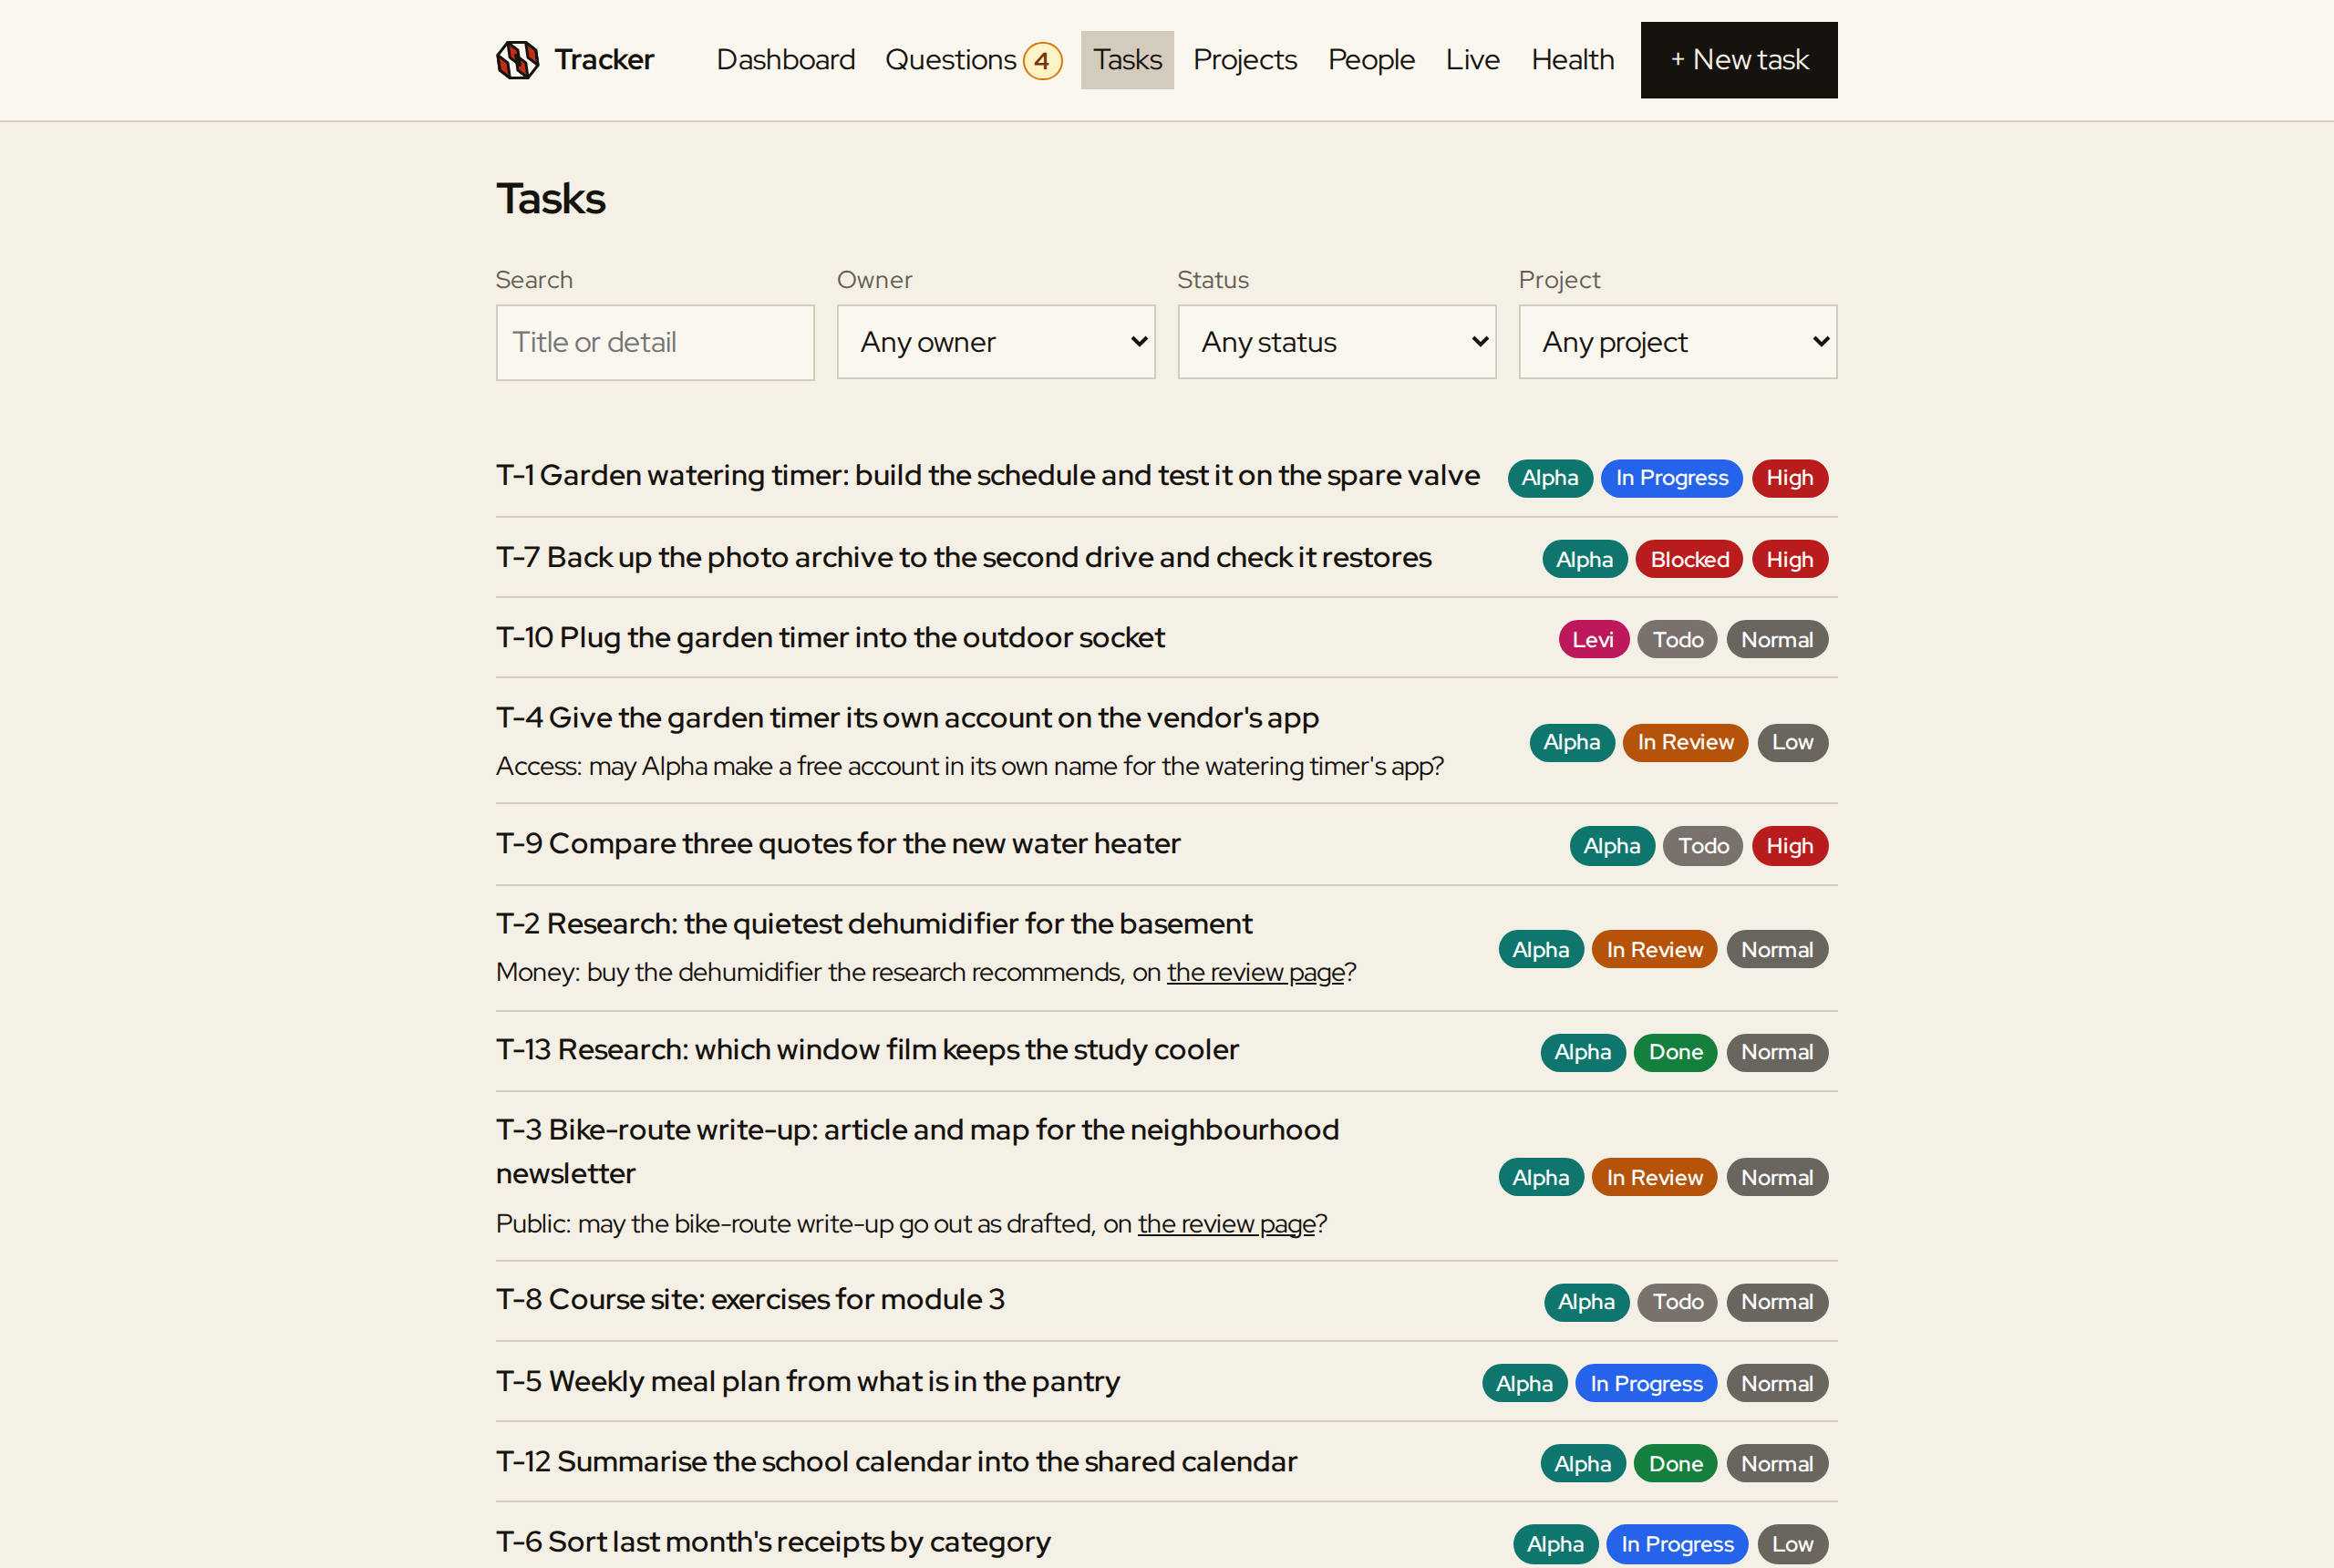 Tracker Dashboard Questions 4 Tasks Projects People Live Health + New task
Tasks
Search Owner Status Project
Title or detail Any owner Any status Any project
T-1 Garden watering timer: build the schedule and test it on the spare valve Alpha In Progress High
T-7 Back up the photo archive to the second drive and check it restores Alpha Blocked High
T-10 Plug the garden timer into the outdoor socket Levi Todo Normal
T-4 Give the garden timer its own account on the vendor's app
Access: may Alpha make a free account in its own name for the watering timer's app?
Alpha In Review Low
T-9 Compare three quotes for the new water heater Alpha Todo High
T-2 Research: the quietest dehumidifier for the basement
Money: buy the dehumidifier the research recommends, on the review page?
Alpha In Review Normal
T-13 Research: which window film keeps the study cooler Alpha Done Normal
T-3 Bike-route write-up: article and map for the neighbourhood
newsletter
Public: may the bike-route write-up go out as drafted, on the review page?
Alpha In Review Normal
T-8 Course site: exercises for module 3 Alpha Todo Normal
T-5 Weekly meal plan from what is in the pantry Alpha In Progress Normal
T-12 Summarise the school calendar into the shared calendar Alpha Done Normal
T-6 Sort last month's receipts by category Alpha In Progress Low